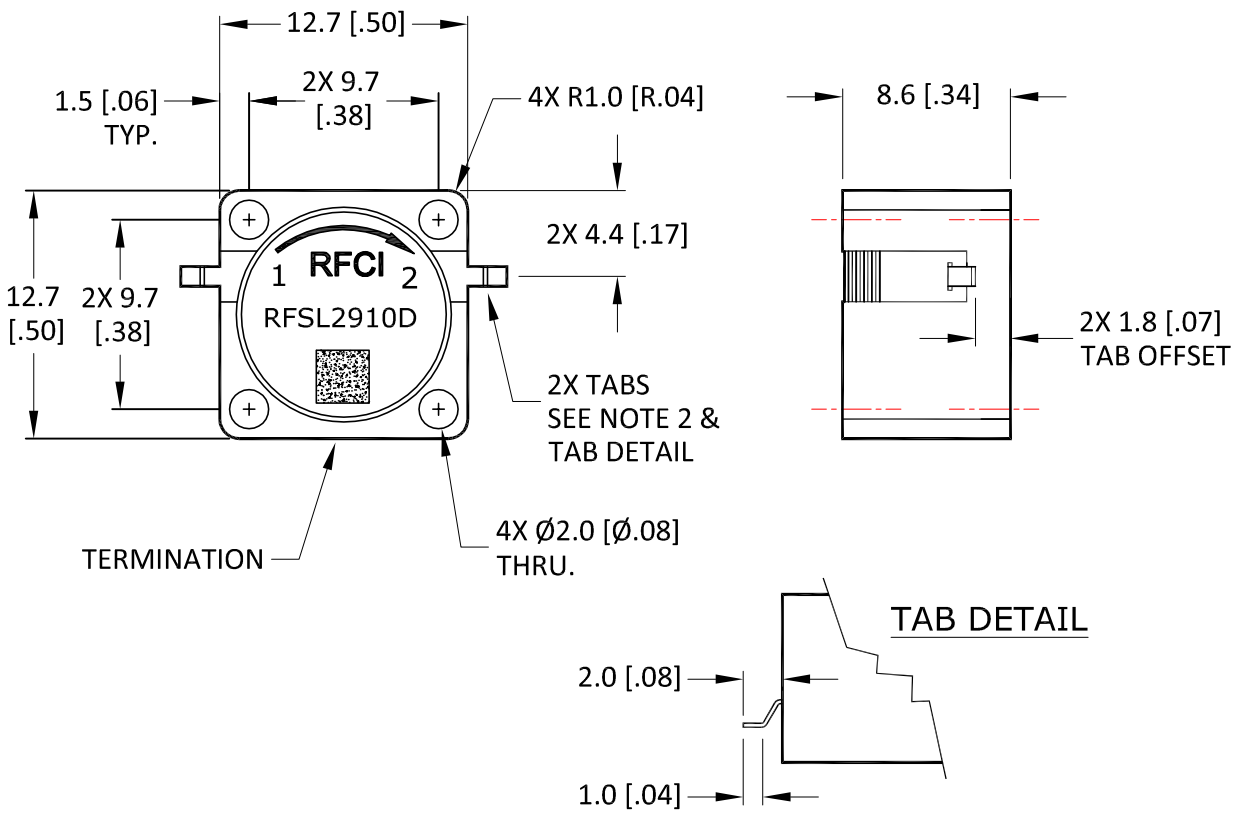 12.7 [.50]
2X 9.7
[.38]
1.5 [.06]
TYP.
4X R1.0 [R.04]
8.6 [.34]
2X 4.4 [.17]
12.7
[.50]
2X 9.7
[.38]
1
RFCI
2
RFSL2910D
2X 1.8 [.07]
TAB OFFSET
2X TABS
SEE NOTE 2 &
TAB DETAIL
4X Ø2.0 [Ø.08]
THRU.
TERMINATION
TAB DETAIL
2.0 [.08]
1.0 [.04]